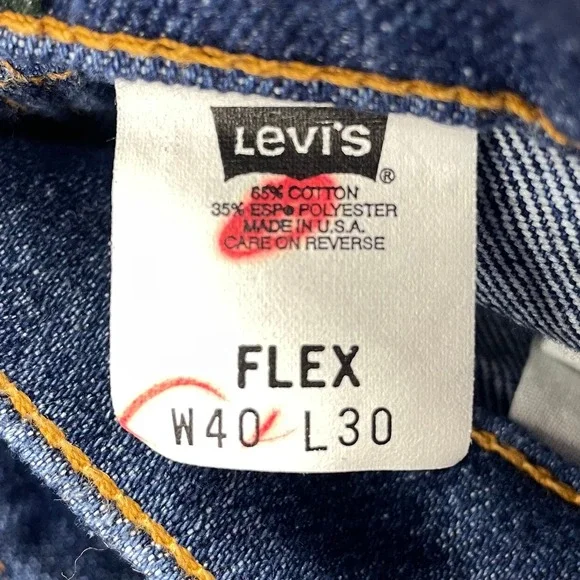 LEVI'S
®
65% COTTON
35% ESP® POLYESTER
MADE IN U.S.A.
CARE ON REVERSE
FLEX
W40 L30